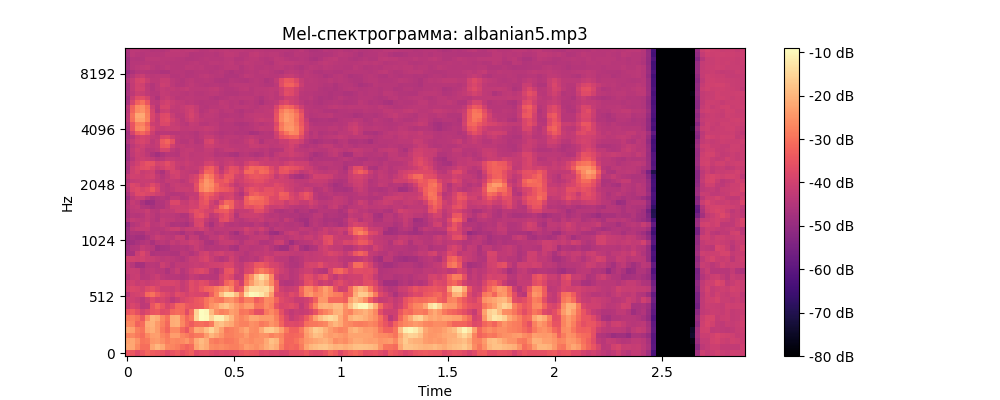 Mel-спектрограмма: albanian5.mp3
8192
4096
2048
1024
512
0
Hz
0 0.5 1 1.5 2 2.5
Time
-10 dB
-20 dB
-30 dB
-40 dB
-50 dB
-60 dB
-70 dB
-80 dB